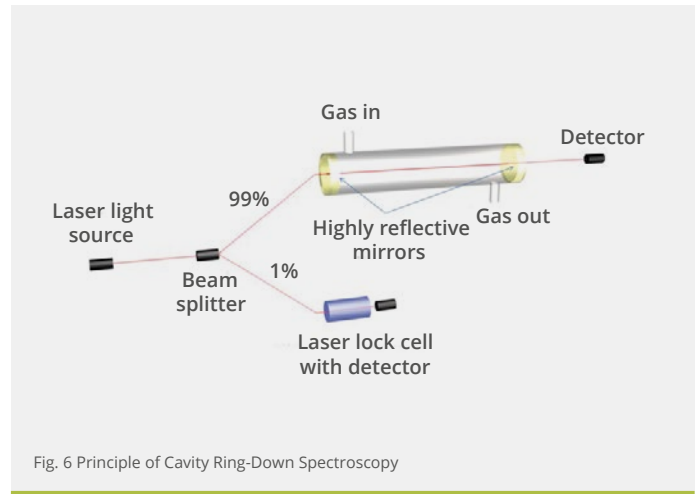 Gas in
Detector
99%
Laser light
source
Highly reflective
mirrors
Gas out
1%
Beam
splitter
Laser lock cell
with detector
Fig. 6 Principle of Cavity Ring-Down Spectroscopy